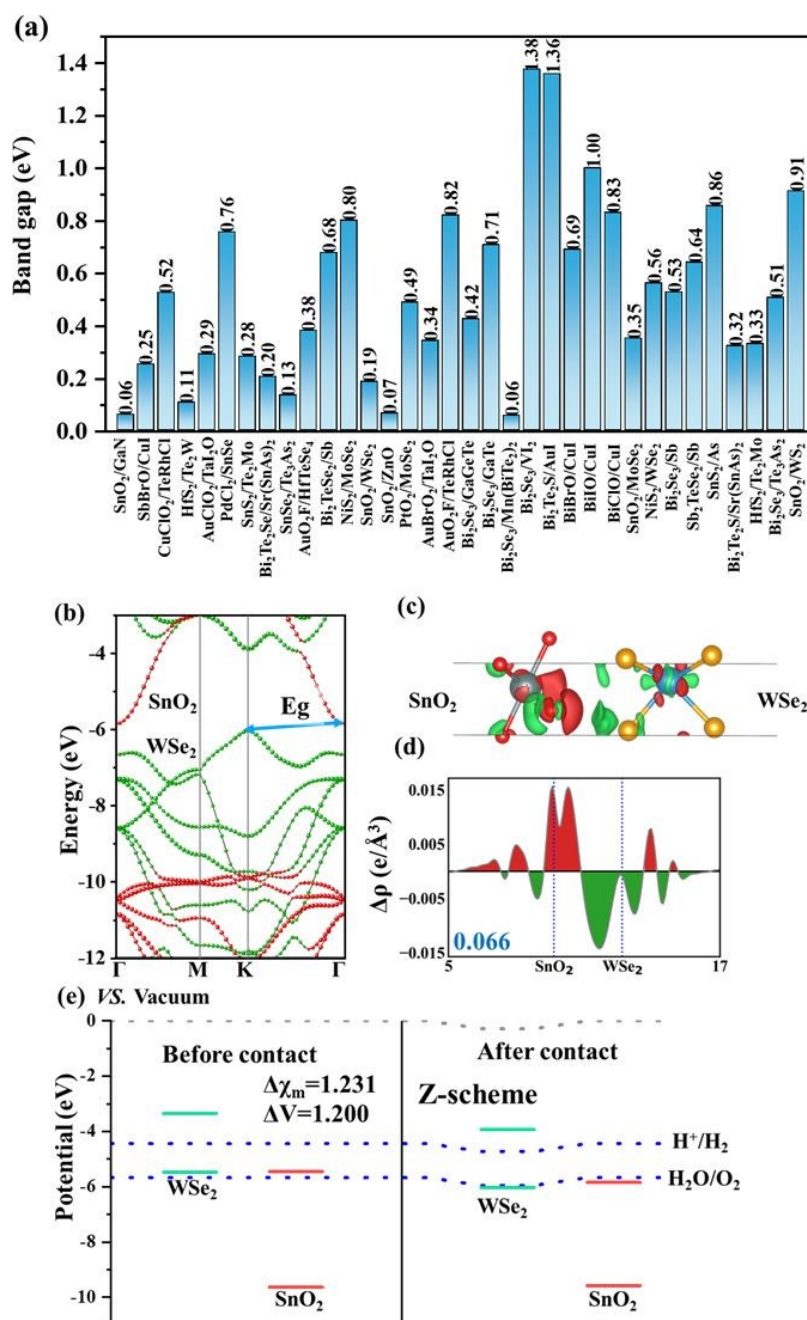 (a)
Band gap (eV)
1.4
1.2
1.0
0.8
0.6
0.4
0.2
0.0
0.06
0.25
0.52
0.11
0.29
0.76
0.28
0.20
0.13
0.38
0.68
0.80
0.19
0.07
0.49
0.34
0.82
0.42
0.71
0.06
1.38
1.36
0.69
1.00
0.83
0.35
0.56
0.53
0.64
0.86
0.32
0.33
0.51
0.91
SnO₂/GaN
SbBrO/CuI
CuClO₂/TeRhCl
HfS₂/Te₂W
AuClO₂/TaI₂O
PdCl₂/SnSe
SnS₂/Te₂Mo
Bi₂Te₂Se/Sr(SnAs)₂
SnSe₂/Te₃As₂
AuO₂F/HfTeSe₄
Bi₂TeSe₂/Sb
NiS₂/MoSe₂
SnO₂/WSe₂
SnO₂/ZnO
PtO₂/MoSe₂
AuBrO₂/TaI₂O
AuO₂F/TeRhCl
Bi₂Se₃/GaGeTe
Bi₂Se₃/GaTe
Bi₂Se₃/Mn(BiTe₂)₂
Bi₂Se₃/VI₂
Bi₂Te₂S/AuI
BiBrO/CuI
BiIO/CuI
BiClO/CuI
SnO₂/MoSe₂
NiS₂/WSe₂
Bi₂Se₃/Sb
Sb₂TeSe₂/Sb
SnS₂/As
Bi₂Te₂S/Sr(SnAs)₂
HfS₂/Te₂Mo
Bi₂Se₃/Te₃As₂
SnO₂/WS₂
(b)
Energy (eV)
-4
-6
-8
-10
-12
SnO₂
Eg
WSe₂
Γ
M
K
Γ
(c)
SnO₂
WSe₂
(d)
Δρ (e/Å³)
0.015
0.005
−0.005
−0.015
0.066
5
SnO₂
WSe₂
17
(e) VS. Vacuum
Potential (eV)
0
-2
-4
-6
-8
-10
Before contact
Δχₘ=1.231
ΔV=1.200
WSe₂
SnO₂
After contact
Z-scheme
H⁺/H₂
H₂O/O₂
WSe₂
SnO₂